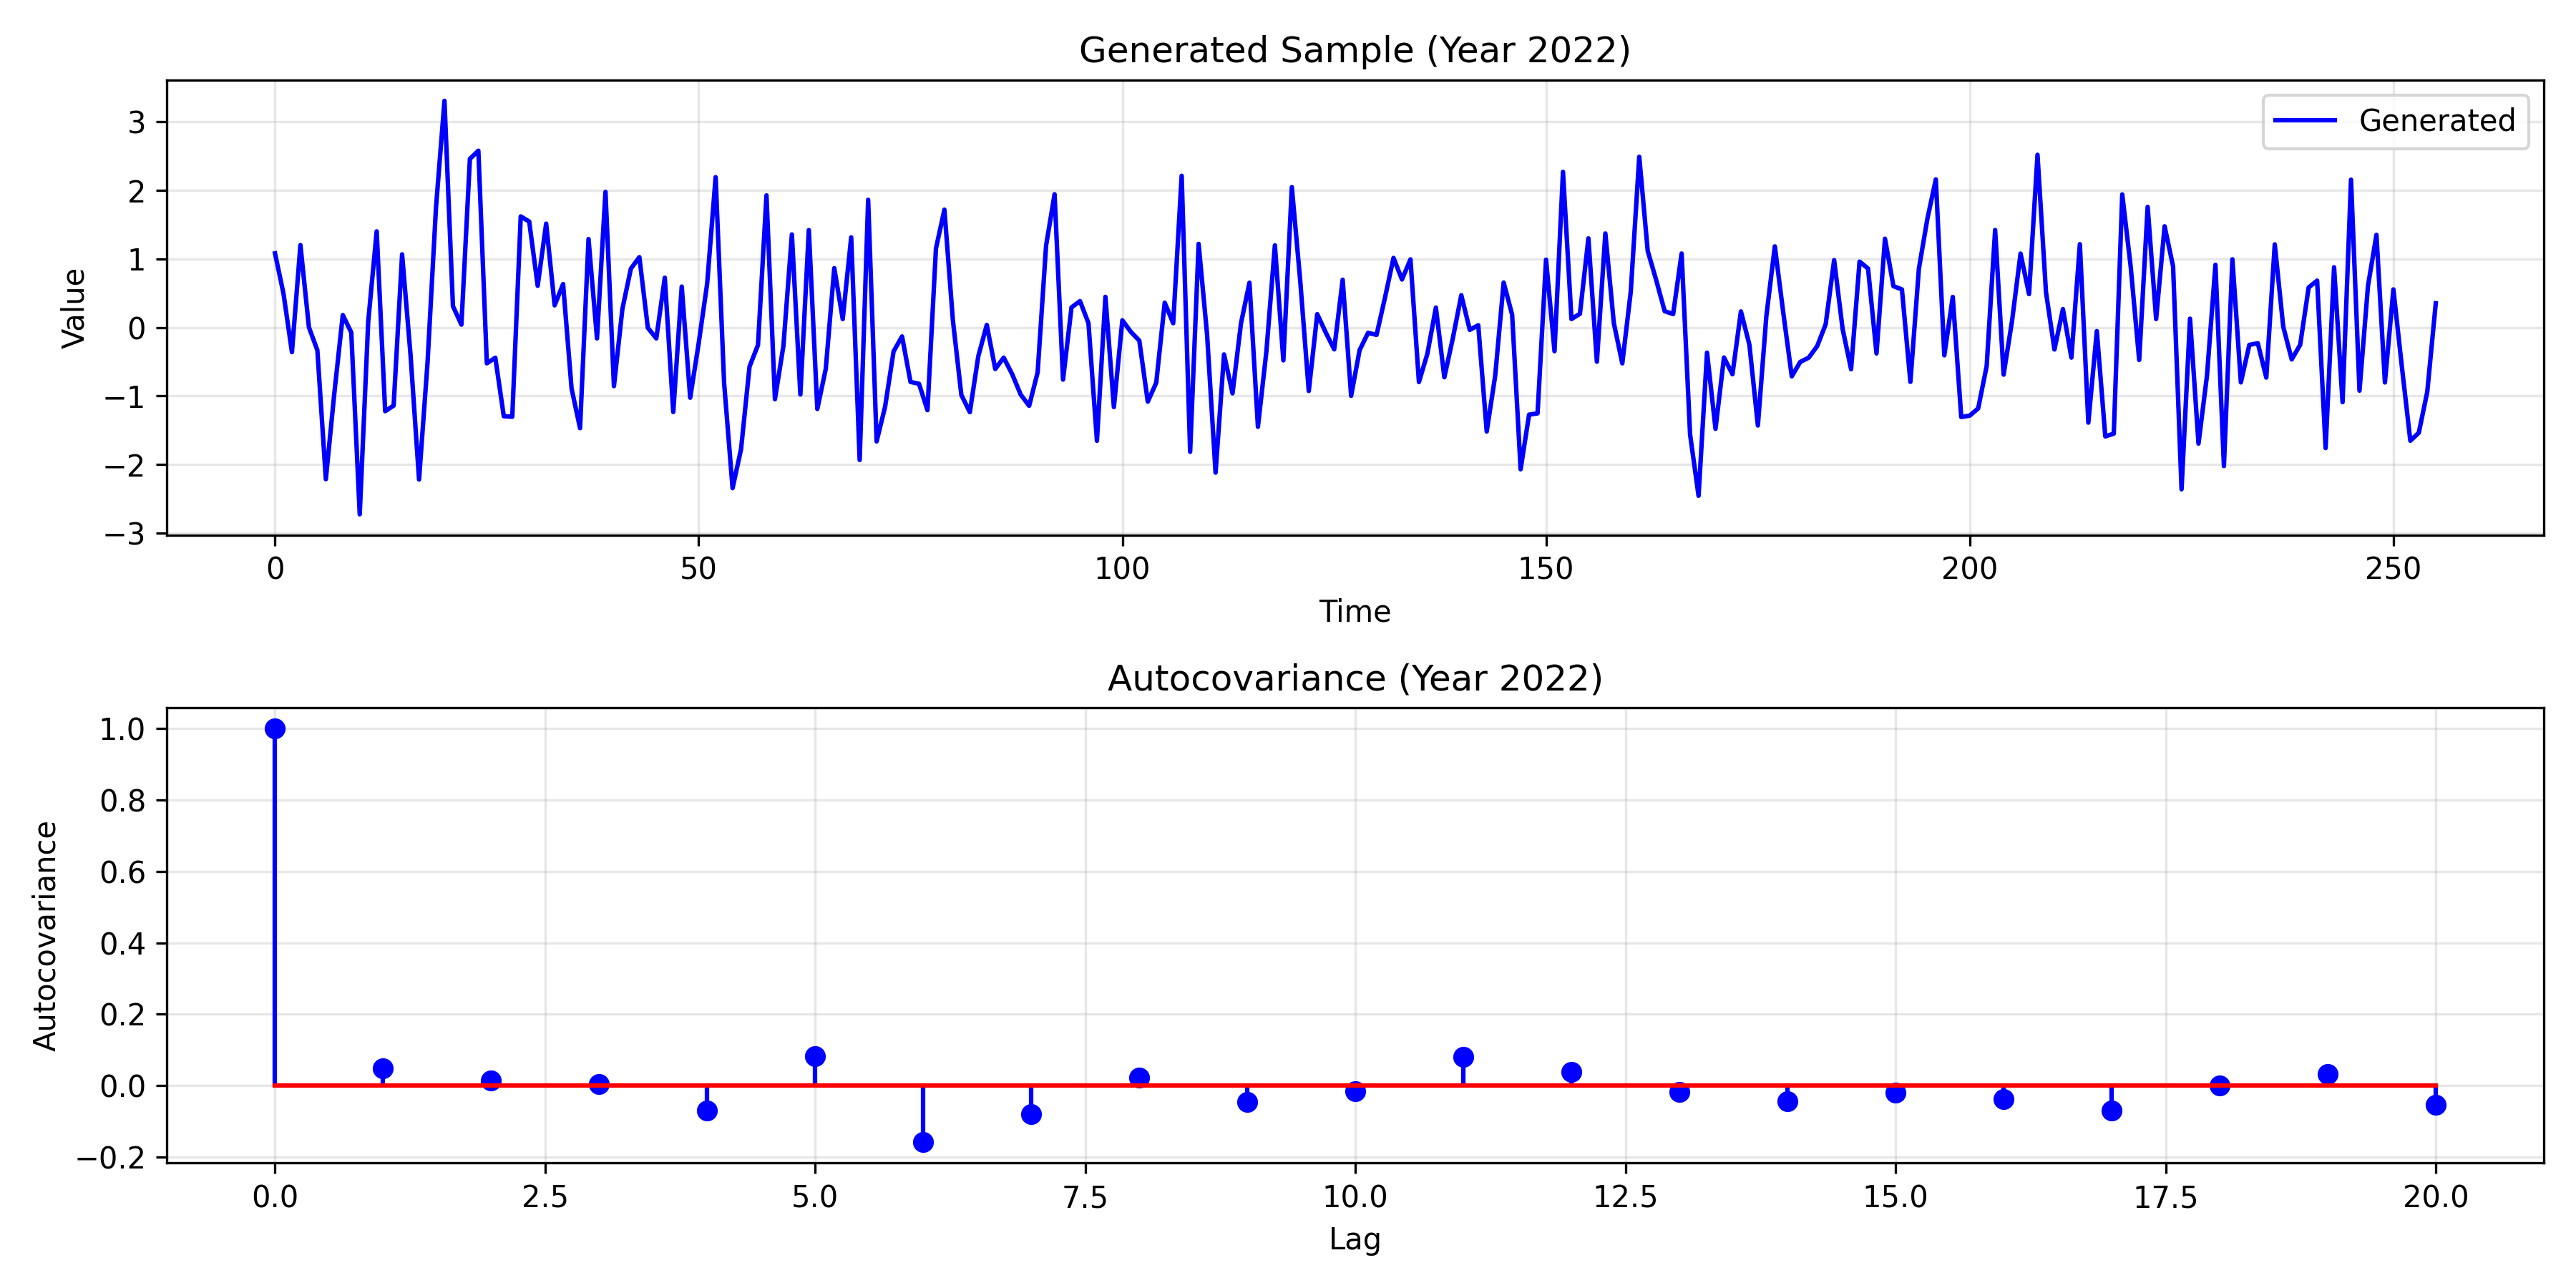 Generated Sample (Year 2022)
Generated
3
2
1
0
−1
−2
−3
Value
0 50 100 150 200 250
Time
Autocovariance (Year 2022)
1.0
0.8
0.6
0.4
0.2
0.0
−0.2
Autocovariance
0.0 2.5 5.0 7.5 10.0 12.5 15.0 17.5 20.0
Lag